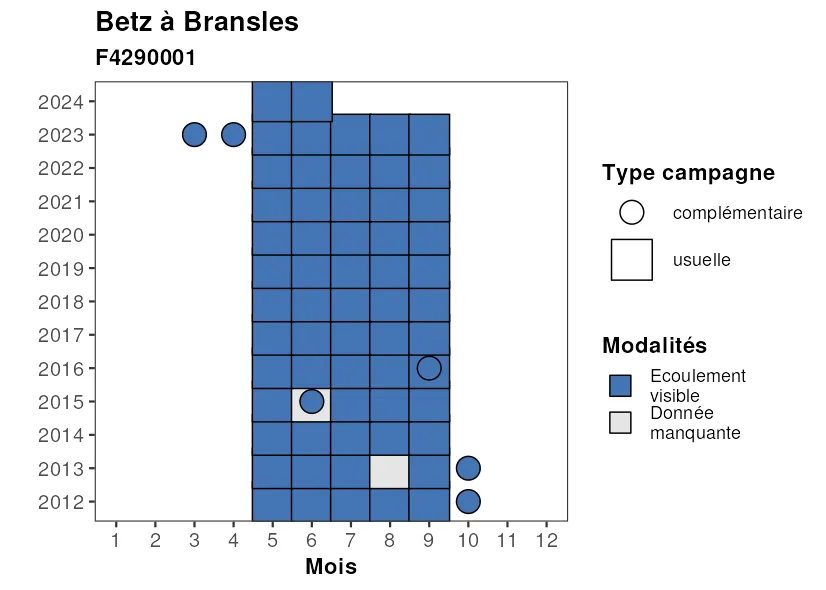 Betz à Bransles
F4290001
2024
2023
2022
2021
2020
2019
2018
2017
2016
2015
2014
2013
2012
1 2 3 4 5 6 7 8 9 10 11 12
Mois
Type campagne
complémentaire
usuelle
Modalités
Ecoulement
visible
Donnée
manquante